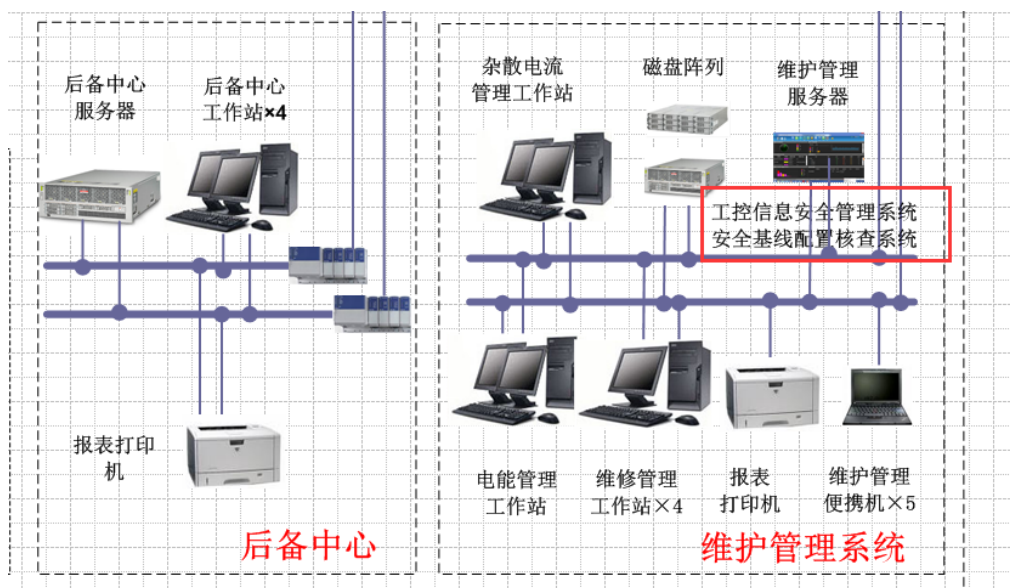 后备中心
服务器
后备中心
工作站×4
报表打印
机
后备中心
杂散电流
管理工作站
磁盘阵列
维护管理
服务器
工控信息安全管理系统
安全基线配置核查系统
电能管理
工作站
维修管理
工作站×4
报表
打印机
维护管理
便携机×5
维护管理系统